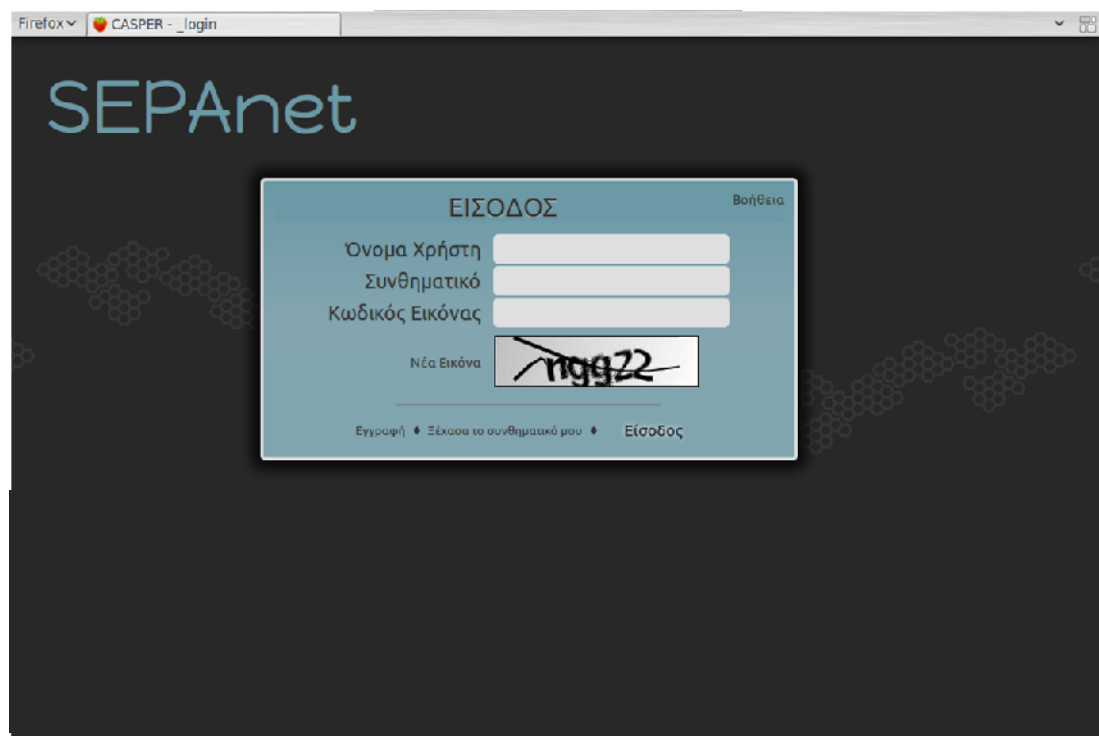 Firefox CASPER - _login
SEPAnet
ΕΙΣΟΔΟΣ
Βοήθεια
Όνομα Χρήστη
Συνθηματικό
Κωδικός Εικόνας
Νέα Εικόνα
ngg22
Εγγραφή ♦ Ξέχασα το συνθηματικό μου ♦ Είσοδος